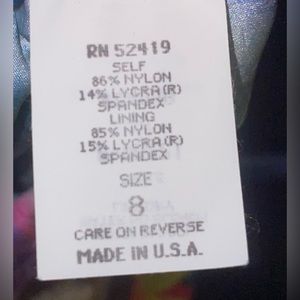 RN 52419
SELF
86% NYLON
14% LYCRA(R)
SPANDEX
LINING
85% NYLON
15% LYCRA(R)
SPANDEX
SIZE
8
CARE ON REVERSE
MADE IN U.S.A.